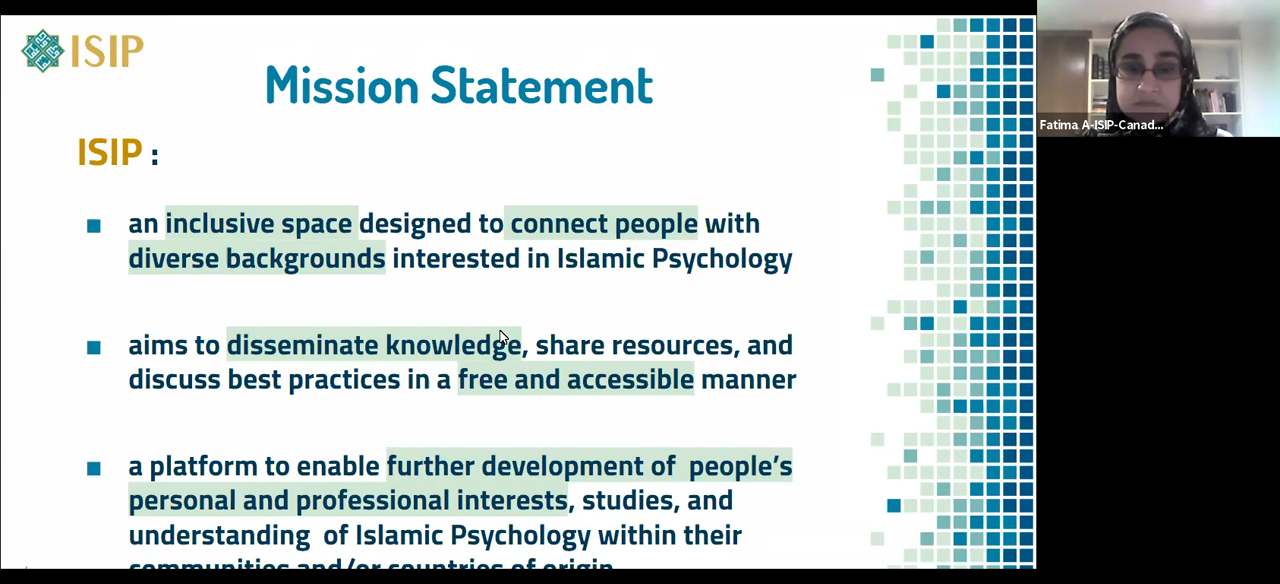 ISIP
Mission Statement
ISIP :
an inclusive space designed to connect people with
diverse backgrounds interested in Islamic Psychology
aims to disseminate knowledge, share resources, and
discuss best practices in a free and accessible manner
a platform to enable further development of people's
personal and professional interests, studies, and
understanding of Islamic Psychology within their
communities and/or countries of origin
Fatima A-ISIP-Canad...